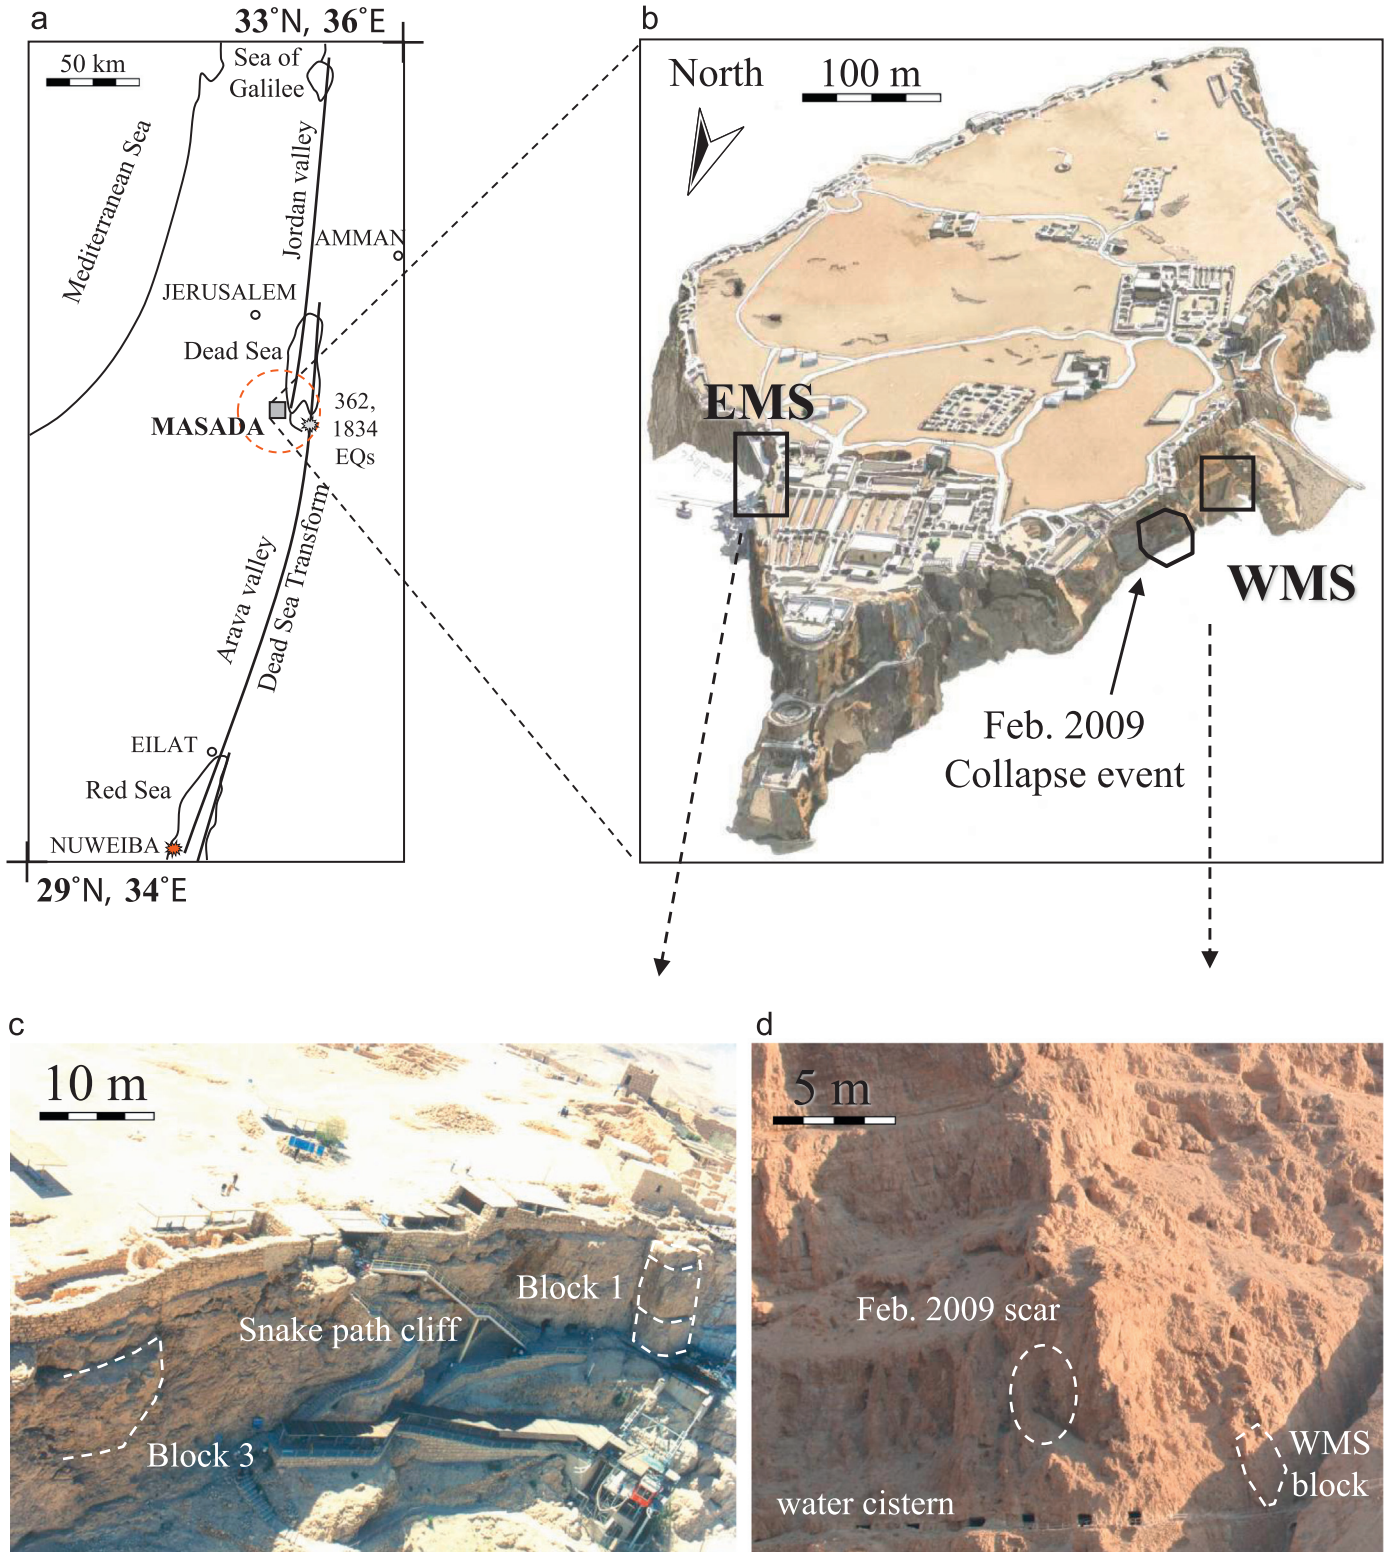 a
33°N, 36°E
50 km
Sea of
Galilee
Mediterranean Sea
Jordan valley
AMMAN
JERUSALEM
Dead Sea
MASADA
362,
1834
EQs
Arava valley
Dead Sea Transform
EILAT
Red Sea
NUWEIBA
29°N, 34°E
b
North
100 m
EMS
WMS
Feb. 2009
Collapse event
c
10 m
Block 1
Snake path cliff
Block 3
d
5 m
Feb. 2009 scar
WMS
block
water cistern